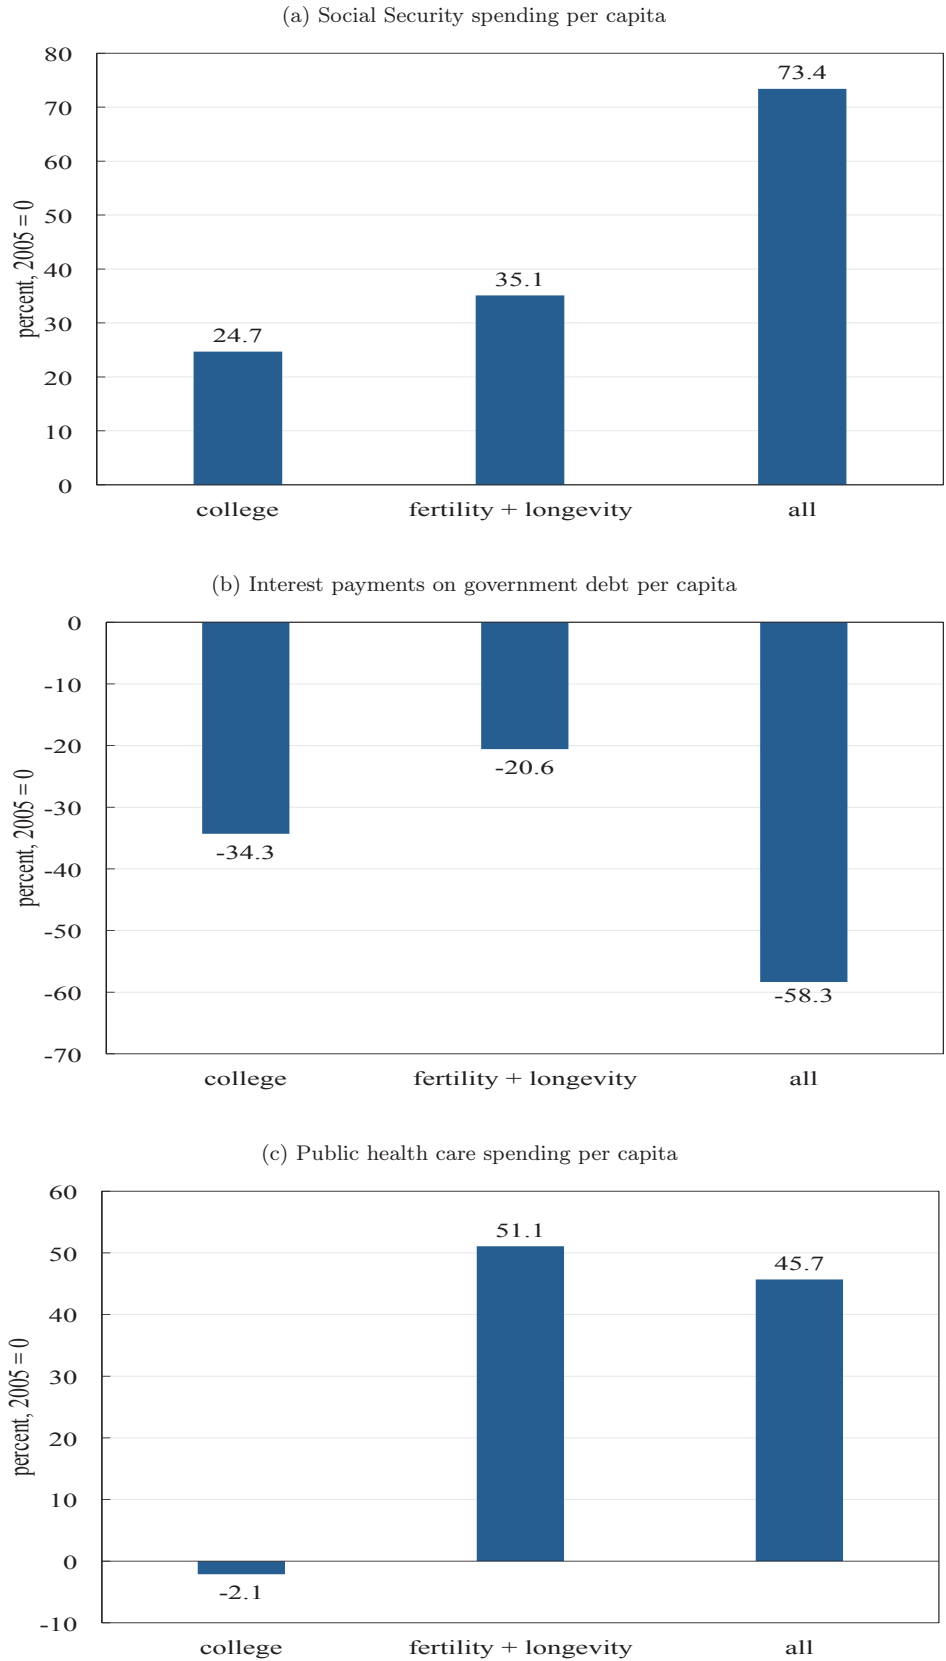 (a) Social Security spending per capita
80
70
60
50
40
30
20
10
0
percent, 2005 = 0
24.7
35.1
73.4
college
fertility + longevity
all
(b) Interest payments on government debt per capita
0
-10
-20
-30
-40
-50
-60
-70
percent, 2005 = 0
-34.3
-20.6
-58.3
college
fertility + longevity
all
(c) Public health care spending per capita
60
50
40
30
20
10
0
-10
percent, 2005 = 0
-2.1
51.1
45.7
college
fertility + longevity
all